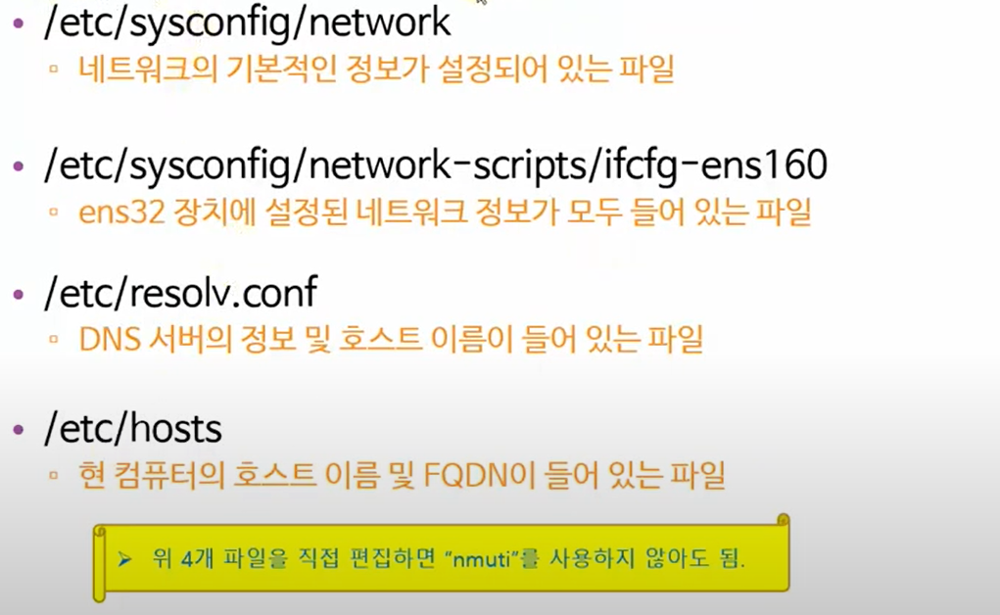 • /etc/sysconfig/network
▫ 네트워크의 기본적인 정보가 설정되어 있는 파일
• /etc/sysconfig/network-scripts/ifcfg-ens160
▫ ens32 장치에 설정된 네트워크 정보가 모두 들어 있는 파일
• /etc/resolv.conf
▫ DNS 서버의 정보 및 호스트 이름이 들어 있는 파일
• /etc/hosts
▫ 현 컴퓨터의 호스트 이름 및 FQDN이 들어 있는 파일
➢ 위 4개 파일을 직접 편집하면 “nmuti”를 사용하지 않아도 됨.